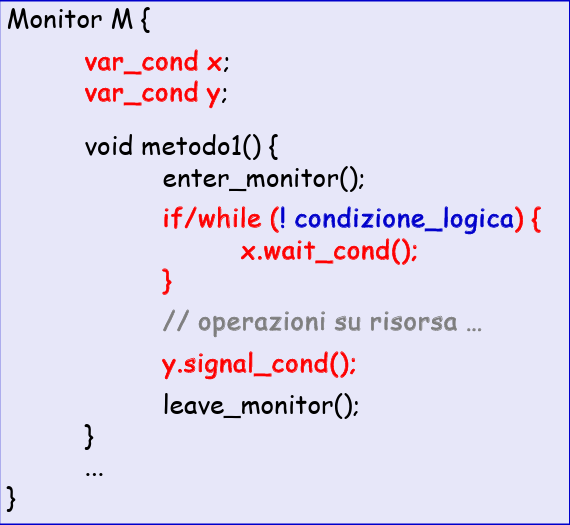 Monitor M {
var_cond x;
var_cond y;
void metodo1() {
enter_monitor();
if/while (! condizione_logica) {
x.wait_cond();
}
// operazioni su risorsa …
y.signal_cond();
leave_monitor();
}
...
}